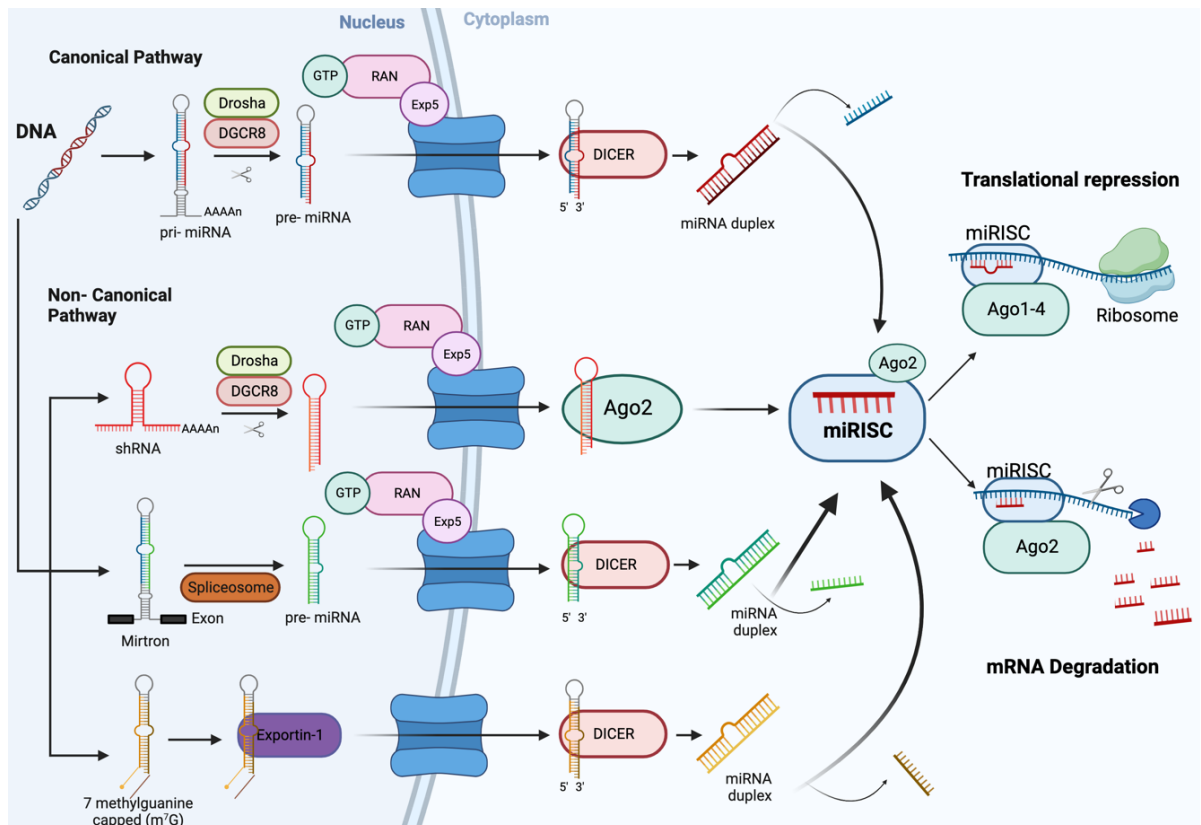 Nucleus
Cytoplasm
Canonical Pathway
GTP
RAN
Exp5
DNA
Drosha
DGCR8
AAAAn
pri- miRNA
pre- miRNA
DICER
5' 3'
miRNA duplex
Non- Canonical
Pathway
GTP
RAN
Exp5
Drosha
DGCR8
AAAAn
shRNA
Ago2
Ago2
miRISC
Translational repression
miRISC
Ago1-4
Ribosome
GTP
RAN
Exp5
Spliceosome
Exon
Mirtron
pre- miRNA
DICER
5' 3'
miRNA
duplex
miRISC
Ago2
mRNA Degradation
Exportin-1
7 methylguanine
capped (m⁷G)
DICER
5' 3'
miRNA
duplex